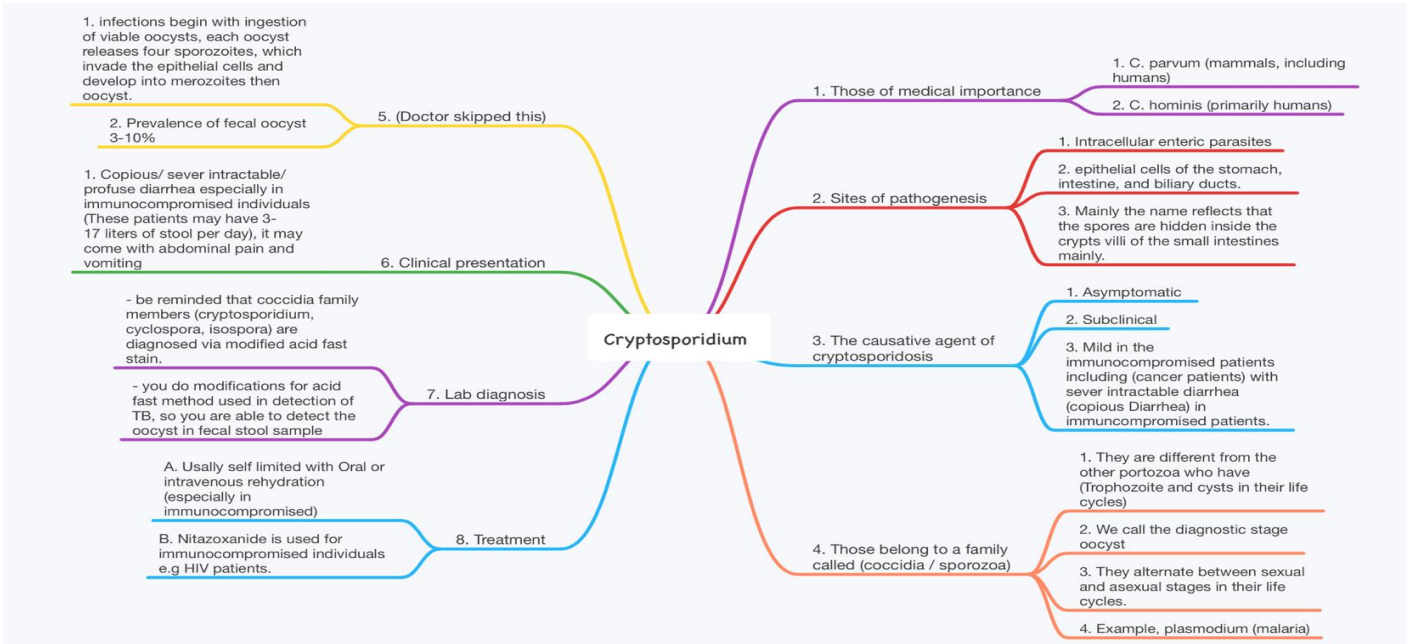 Cryptosporidium
1. Those of medical importance
1. C. parvum (mammals, including
humans)
2. C. hominis (primarily humans)
2. Sites of pathogenesis
1. Intracellular enteric parasites
2. epithelial cells of the stomach,
intestine, and biliary ducts.
3. Mainly the name reflects that
the spores are hidden inside the
crypts villi of the small intestines
mainly.
3. The causative agent of
cryptosporidosis
1. Asymptomatic
2. Subclinical
3. Mild in the
immunocompromised patients
including (cancer patients) with
sever intractable diarrhea
(copious Diarrhea) in
immuncompromised patients.
4. Those belong to a family
called (coccidia / sporozoa)
1. They are different from the
other portozoa who have
(Trophozoite and cysts in their life
cycles)
2. We call the diagnostic stage
oocyst
3. They alternate between sexual
and asexual stages in their life
cycles.
4. Example, plasmodium (malaria)
5. (Doctor skipped this)
1. infections begin with ingestion
of viable oocysts, each oocyst
releases four sporozoites, which
invade the epithelial cells and
develop into merozoites then
oocyst.
2. Prevalence of fecal oocyst
3-10%
6. Clinical presentation
1. Copious/ sever intractable/
profuse diarrhea especially in
immunocompromised individuals
(These patients may have 3-
17 liters of stool per day), it may
come with abdominal pain and
vomiting
7. Lab diagnosis
- be reminded that coccidia family
members (cryptosporidium,
cyclospora, isospora) are
diagnosed via modified acid fast
stain.
- you do modifications for acid
fast method used in detection of
TB, so you are able to detect the
oocyst in fecal stool sample
8. Treatment
A. Usally self limited with Oral or
intravenous rehydration
(especially in
immunocompromised)
B. Nitazoxanide is used for
immunocompromised individuals
e.g HIV patients.